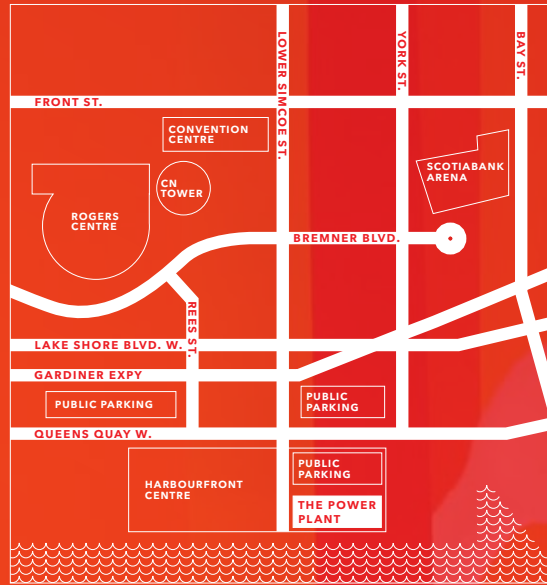 LOWER SIMCOE ST.
YORK ST.
BAY ST.
FRONT ST.
CONVENTION
CENTRE
CN
TOWER
SCOTIABANK
ARENA
ROGERS
CENTRE
BREMNER BLVD.
REES ST.
LAKE SHORE BLVD. W.
GARDINER EXPY
PUBLIC PARKING
PUBLIC
PARKING
QUEENS QUAY W.
PUBLIC
PARKING
HARBOURFRONT
CENTRE
THE POWER
PLANT